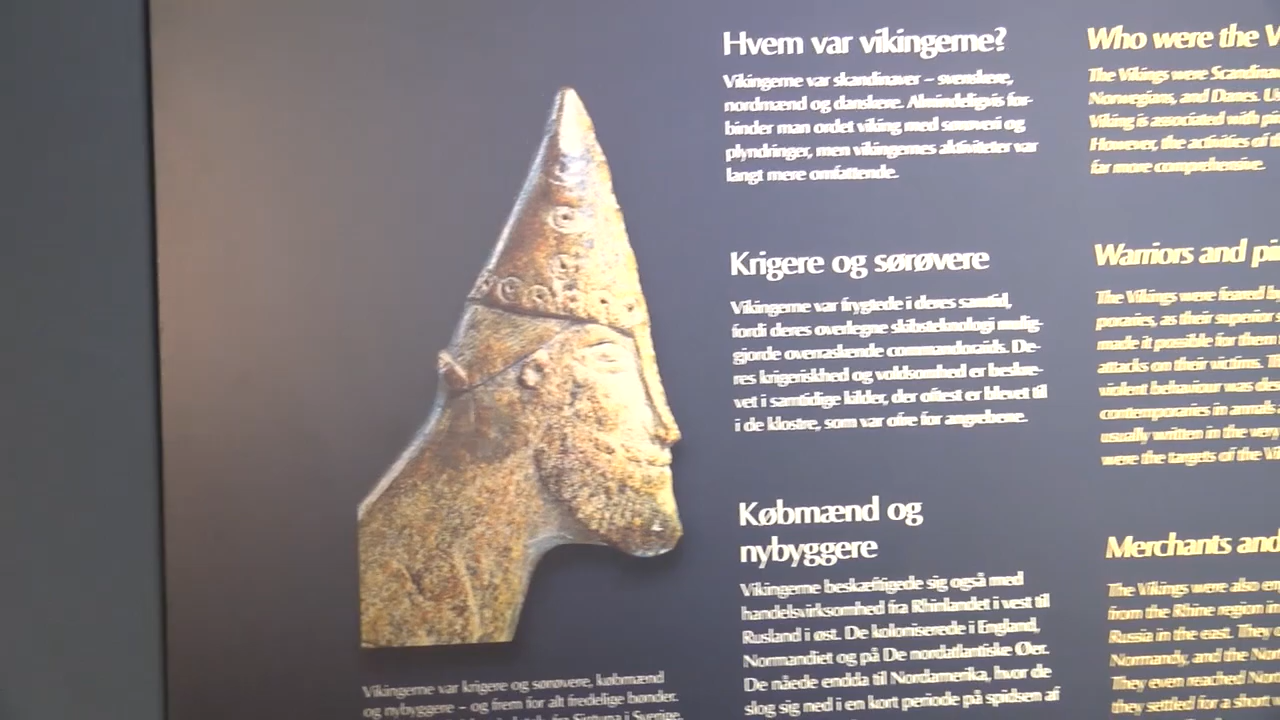 Hvem var vikingerne?
Vikingerne var skandinaver – svenskere,
nordmænd og danskere. Almindeligvis for-
binder man ordet viking med sørøveri og
plyndringer, men vikingernes aktiviteter var
langt mere omfattende.
Krigere og sørøvere
Vikingerne var frygtede i deres samtid,
fordi deres overlegne skibsteknologi mulig-
gjorde overraskende commandoraids. De-
res krigeriskhed og voldsomhed er beskre-
vet i samtidige kilder, der oftest er blevet til
i de klostre, som var ofre for angrebene.
Købmænd og
nybyggere
Vikingerne beskæftigede sig også med
handelsvirksomhed fra Rhinlandet i vest til
Rusland i øst. De koloniserede i England,
Normandiet og på De nordatlantiske Øer.
De nåede endda til Nordamerika, hvor de
slog sig ned i en kort periode på spidsen af
Who were the V
The Vikings were Scandina
Norwegians, and Danes. Us
Viking is associated with pi
However, the activities of th
far more comprehensive.
Warriors and pi
The Vikings were feared b
poraries, as their superior s
made it possible for them
attacks on their victims. Th
violent behaviour was des
contemporaries in annals
usually written in the very
were the targets of the Vi
Merchants and
The Vikings were also en
from the Rhine region in
Russia in the east. They c
Normandy, and the Nor
They even reached Nor
they settled for a short
Vikingerne var krigere og sørøvere, købmænd
og nybyggere – og frem for alt fredelige bønder.
fra Sigtuna i Sverige.